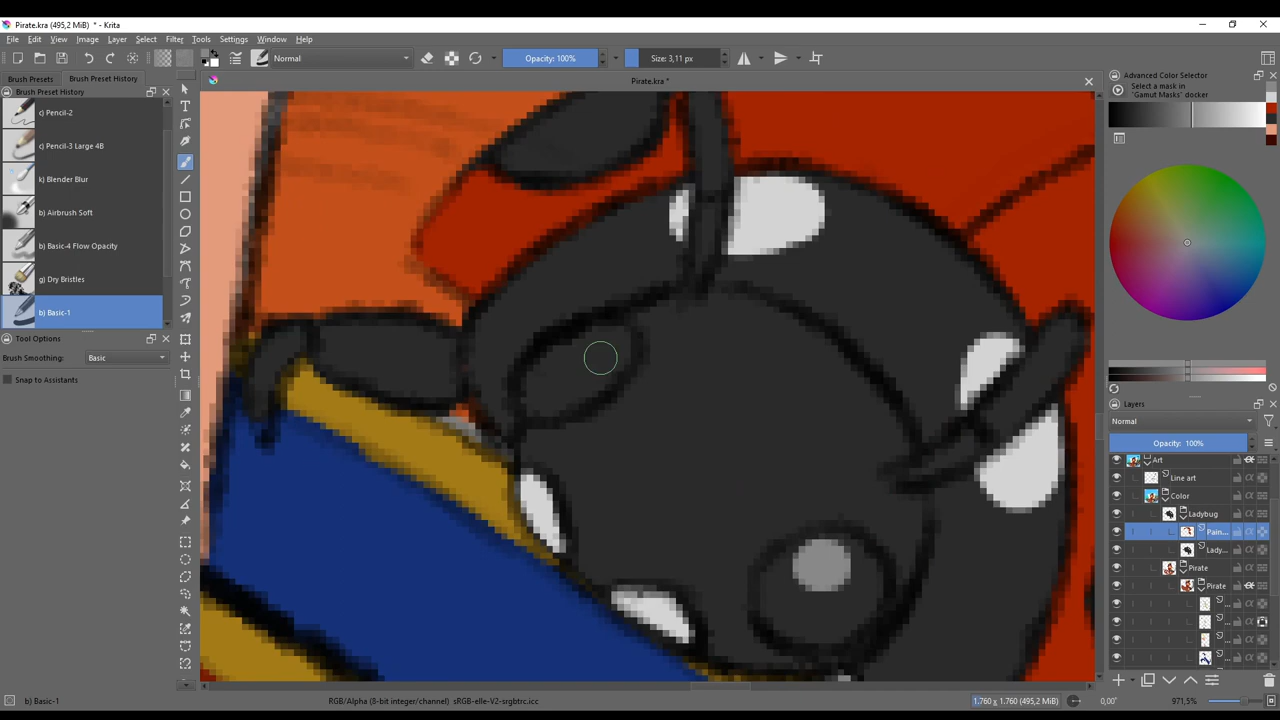 Pirate.kra (495,2 MiB) * - Krita
File Edit View Image Layer Select Filter Tools Settings Window Help
Normal
Opacity: 100%
Size: 3,11 px
Brush Presets Brush Preset History
Pirate.kra *
Advanced Color Selector
Brush Preset History
Select a mask in
'Gamut Masks' docker
c) Pencil-2
c) Pencil-3 Large 4B
k) Blender Blur
b) Airbrush Soft
b) Basic-4 Flow Opacity
g) Dry Bristles
b) Basic-1
Tool Options
Brush Smoothing: Basic
Snap to Assistants
Layers
Normal
Opacity: 100%
Art
Line art
Color
Ladybug
Pain...
Lady...
Pirate
Pirate
...
...
...
...
b) Basic-1
RGB/Alpha (8-bit integer/channel) sRGB-elle-V2-srgbtrc.icc
1.760 x 1.760 (495,2 MiB)
0,00°
971,5%